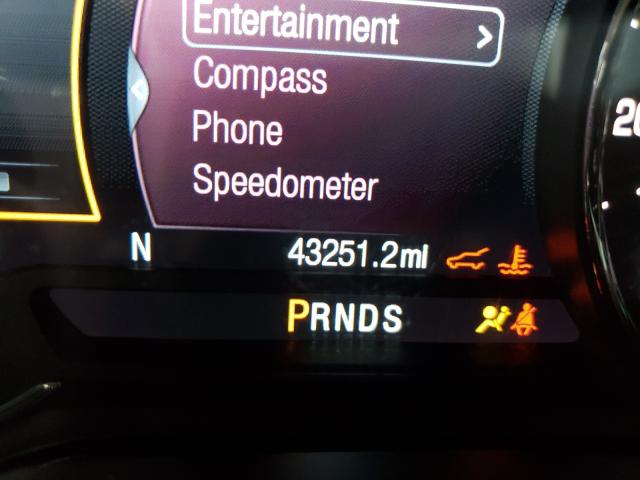 Entertainment >
Compass
Phone
Speedometer
N 43251.2mi
PRNDS